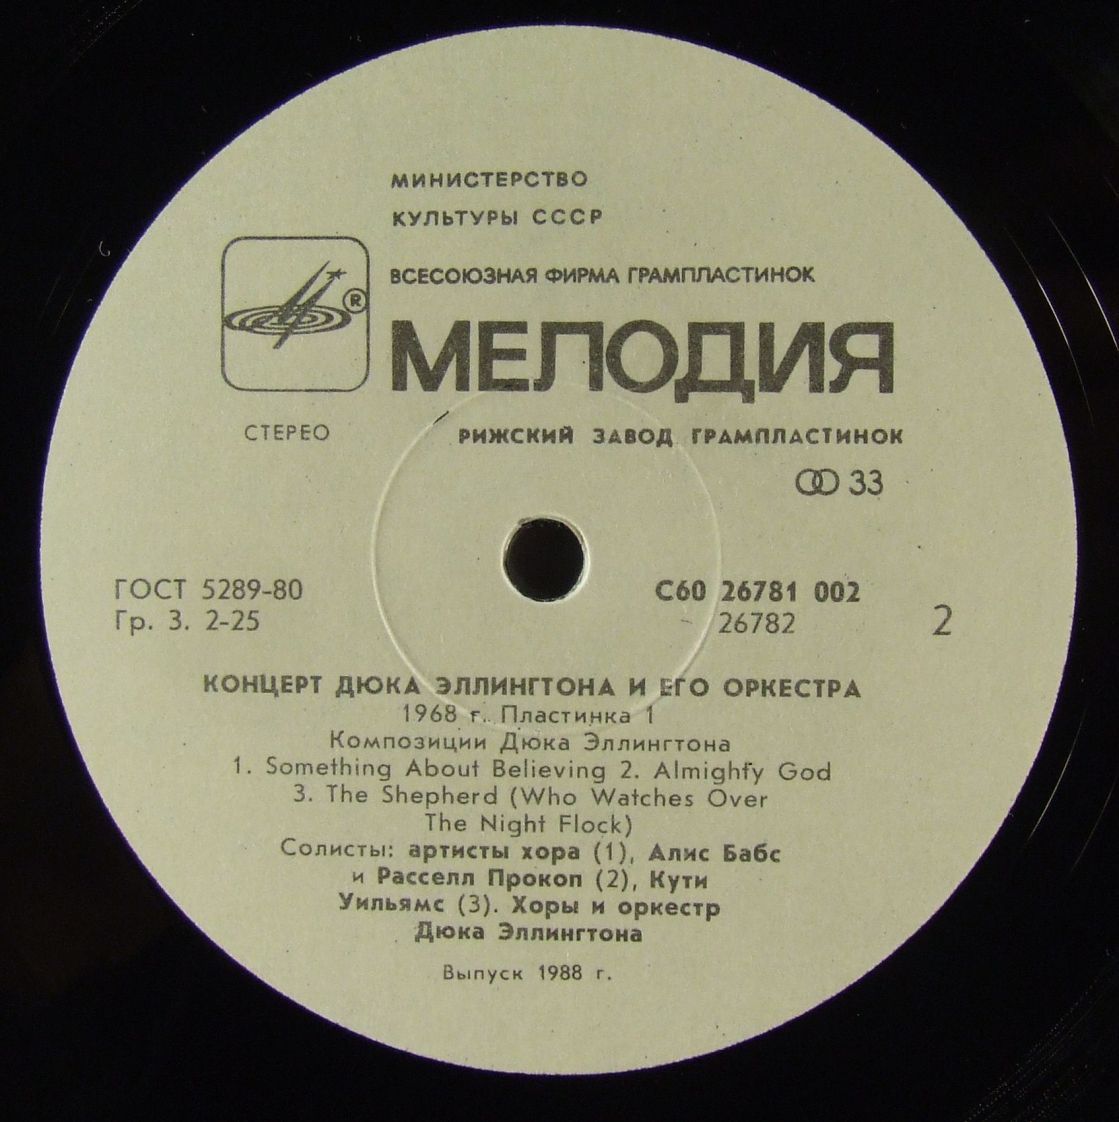 МИНИСТЕРСТВО
КУЛЬТУРЫ СССР
ВСЕСОЮЗНАЯ ФИРМА ГРАМПЛАСТИНОК
®
МЕЛОДИЯ
СТЕРЕО
РИЖСКИЙ ЗАВОД ГРАМПЛАСТИНОК
33
ГОСТ 5289-80
Гр. 3. 2-25
С60 26781 002
26782
2
КОНЦЕРТ ДЮКА ЭЛЛИНГТОНА И ЕГО ОРКЕСТРА
1968 г. Пластинка 1
Композиции Дюка Эллингтона
1. Something About Believing 2. Almighty God
3. The Shepherd (Who Watches Over
The Night Flock)
Солисты: артисты хора (1), Алис Бабс
и Расселл Прокоп (2), Кути
Уильямс (3). Хоры и оркестр
Дюка Эллингтона
Выпуск 1988 г.